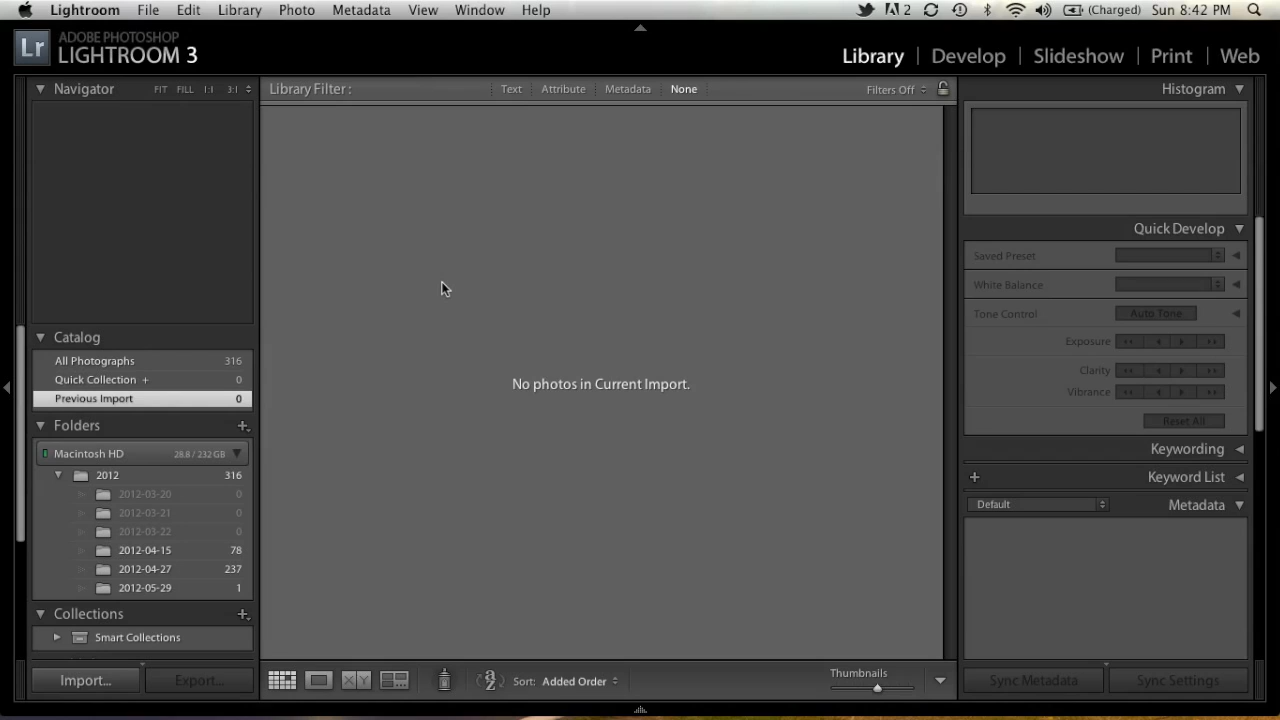 Lightroom File Edit Library Photo Metadata View Window Help 2 (Charged) Sun 8:42 PM
Lr ADOBE PHOTOSHOP
LIGHTROOM 3
Library | Develop | Slideshow | Print | Web
Navigator FIT FILL 1:1 3:1
Library Filter : Text Attribute Metadata None Filters Off
Histogram
Quick Develop
Saved Preset
White Balance
Tone Control Auto Tone
Exposure
Clarity
Vibrance
Reset All
Keywording
+ Keyword List
Default Metadata
Catalog
All Photographs 316
Quick Collection + 0
Previous Import 0
Folders +
Macintosh HD 28.8 / 232 GB
2012 316
2012-03-20 0
2012-03-21 0
2012-03-22 0
2012-04-15 78
2012-04-27 237
2012-05-29 1
Collections +
Smart Collections
No photos in Current Import.
Import... Export...
XY Sort: Added Order Thumbnails
Sync Metadata Sync Settings